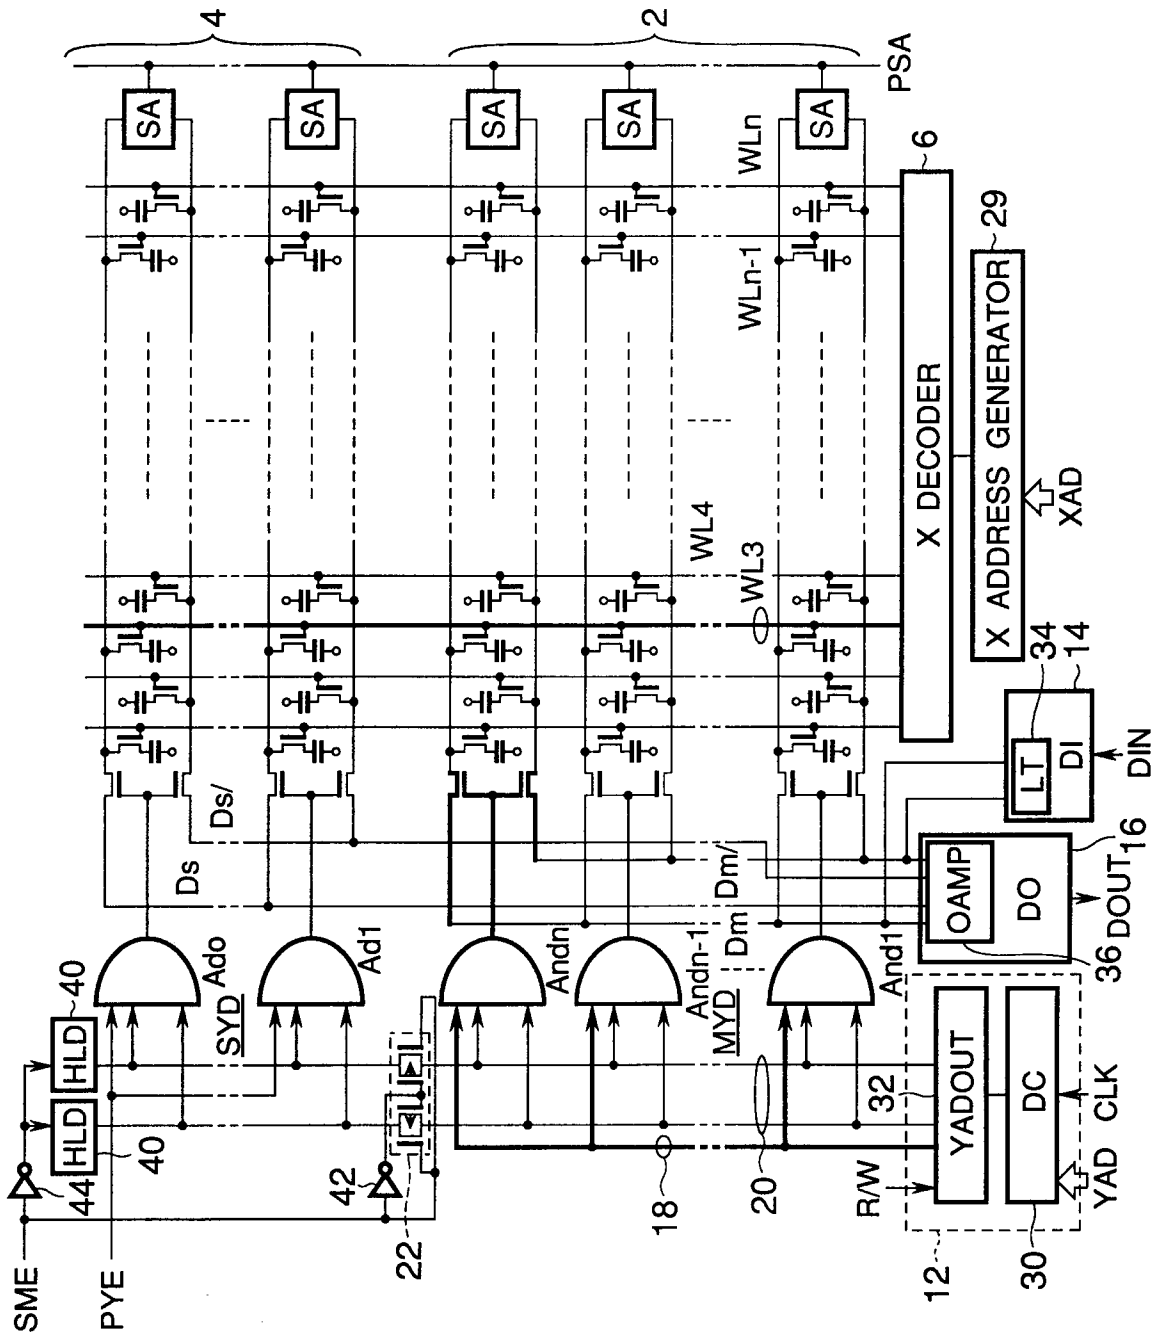 SME
PYE
44
HLD
40
HLD
40
42
22
SYD
Ado
Ad1
Andn
Andn-1
And1
MYD
18
20
Ds
Ds/
Dm
Dm/
4
2
SA
SA
SA
SA
SA
PSA
WLn
WLn-1
WL4
WL3
X DECODER
6
X ADDRESS GENERATOR
29
XAD
LT
34
DI
14
DIN
OAMP
36
DO
16
DOUT
R/W
YADOUT
32
DC
30
12
CLK
YAD